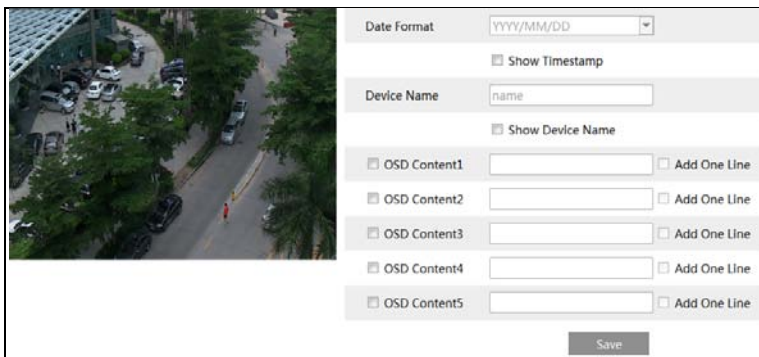 Date Format YYYY/MM/DD
Show Timestamp
Device Name name
Show Device Name
OSD Content1 Add One Line
OSD Content2 Add One Line
OSD Content3 Add One Line
OSD Content4 Add One Line
OSD Content5 Add One Line
Save